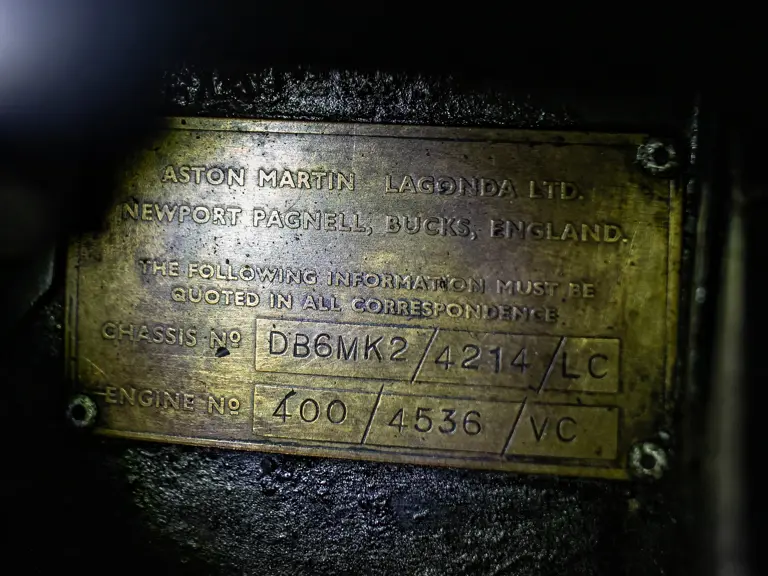 ASTON MARTIN LAGONDA LTD.
NEWPORT PAGNELL, BUCKS, ENGLAND.
THE FOLLOWING INFORMATION MUST BE
QUOTED IN ALL CORRESPONDENCE
CHASSIS Nº DB6MK2/4214/LC
ENGINE Nº 400/4536/VC